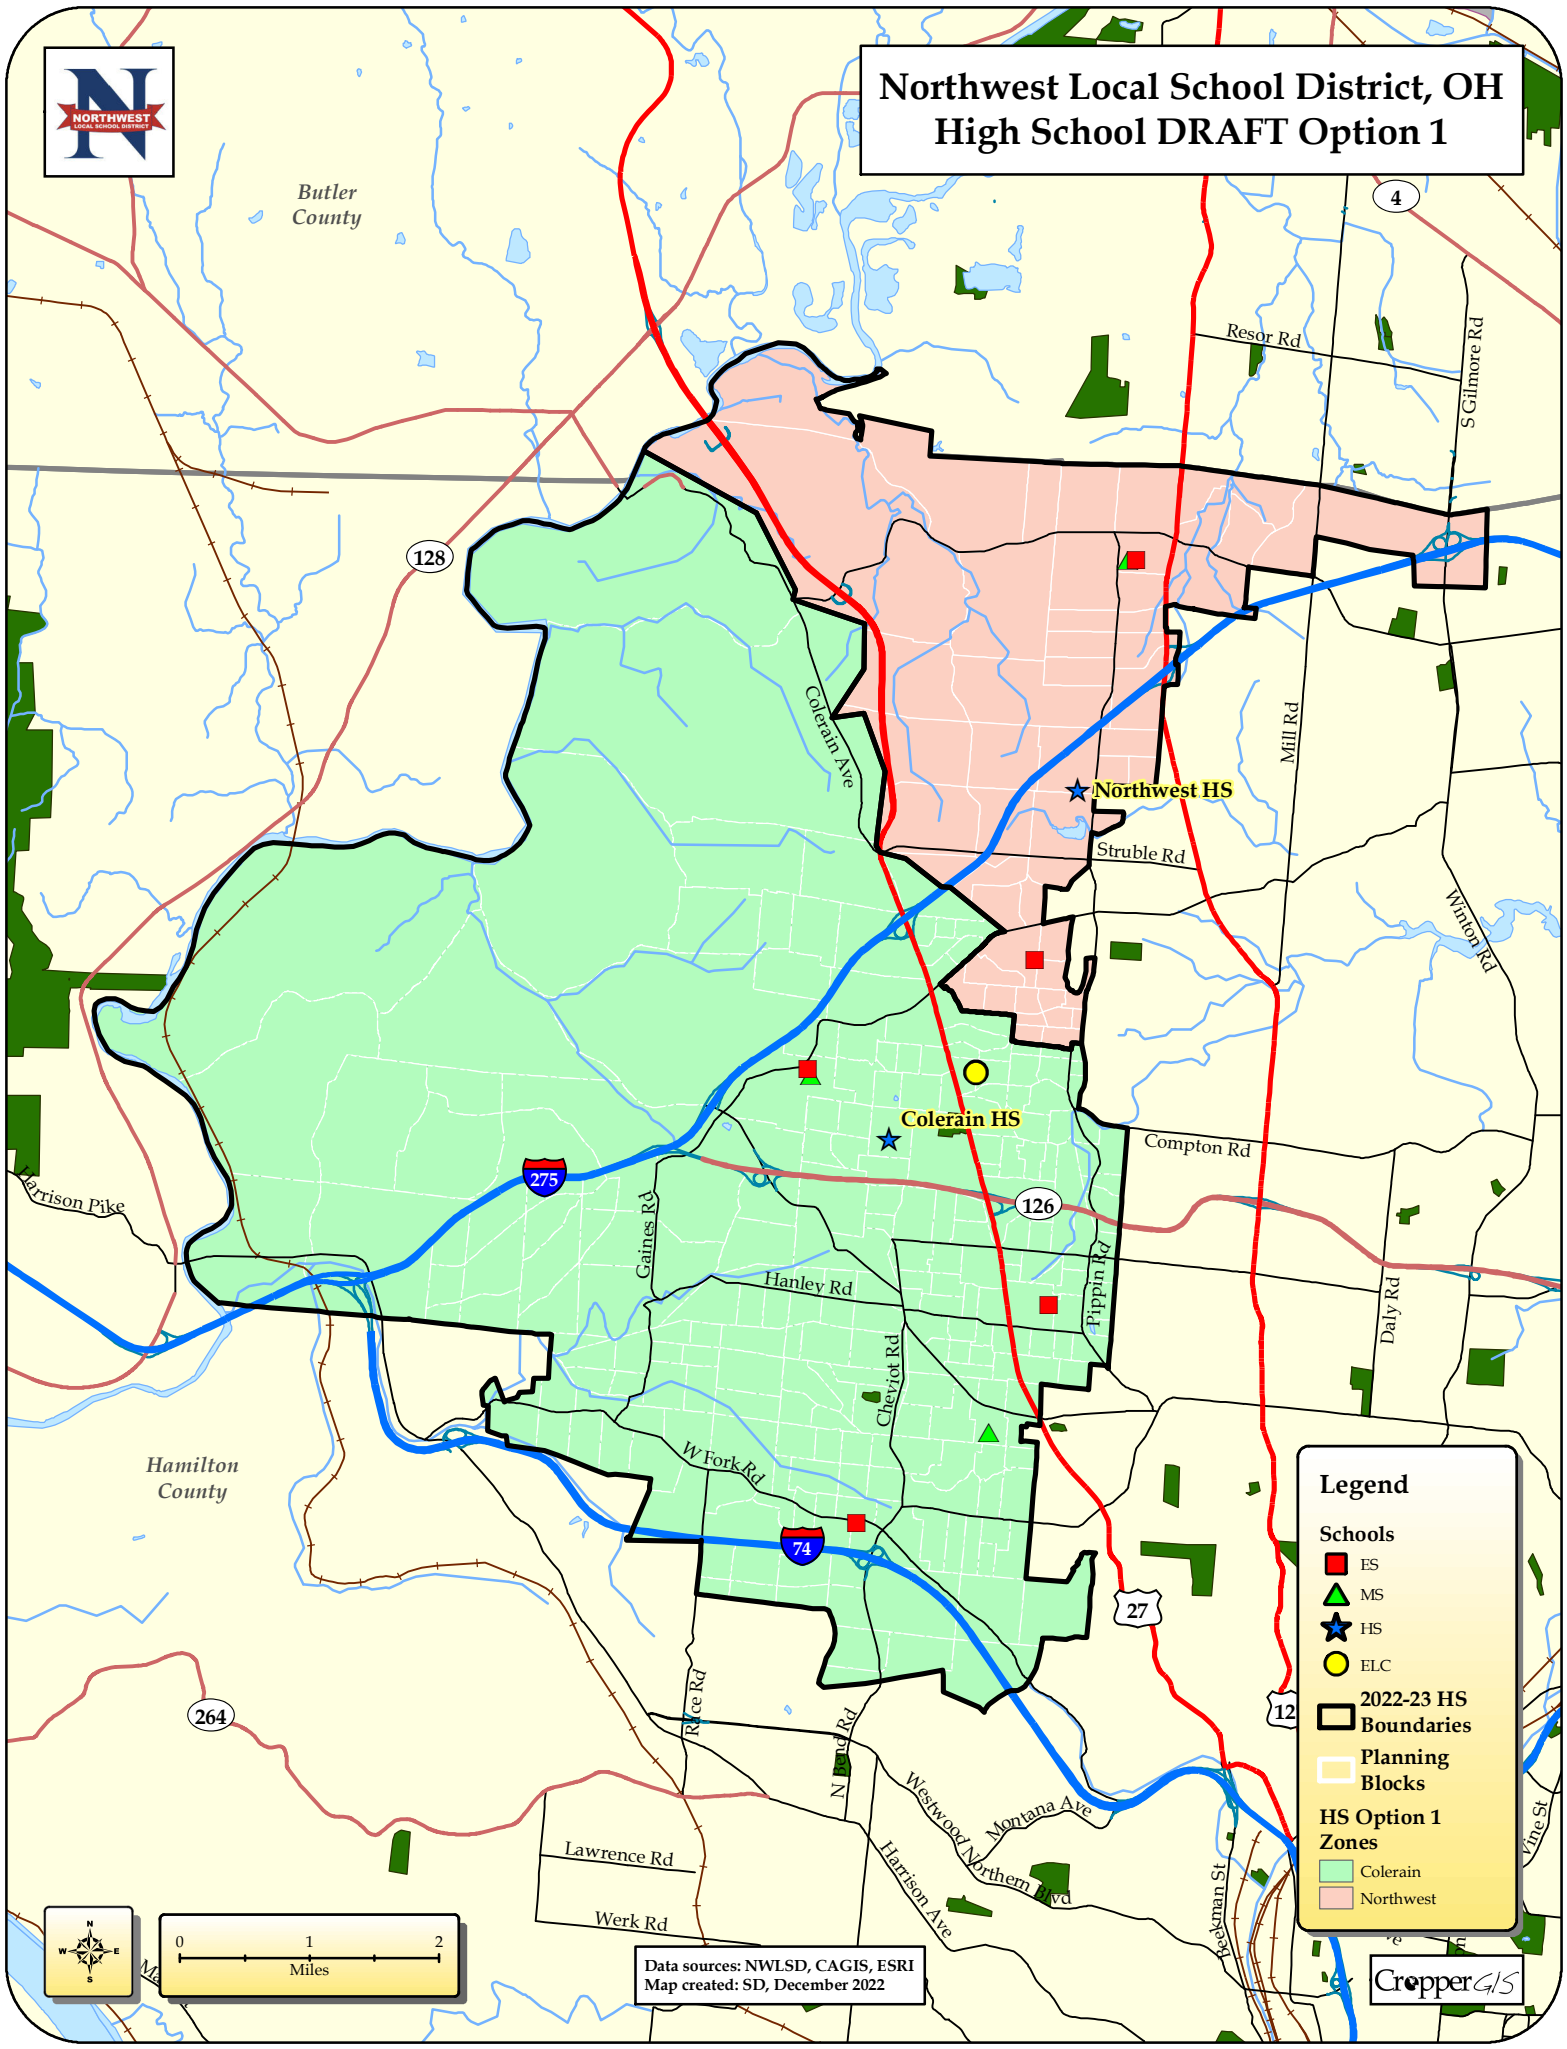 Northwest Local School District, OH
High School DRAFT Option 1
N
NORTHWEST
LOCAL SCHOOL DISTRICT
Butler
County
4
Resor Rd
S Gilmore Rd
128
Colerain Ave
Mill Rd
Northwest HS
Struble Rd
Winton Rd
Colerain HS
Compton Rd
275
126
Harrison Pike
Gaines Rd
Hanley Rd
Pippin Rd
Daly Rd
Cheviot Rd
Hamilton
County
W Fork Rd
74
27
264
Race Rd
N Bend Rd
12
Westwood Northern Blvd
Montana Ave
Lawrence Rd
Harrison Ave
Werk Rd
Beekman St
Vine St
Legend
Schools
ES
MS
HS
ELC
2022-23 HS
Boundaries
Planning
Blocks
HS Option 1
Zones
Colerain
Northwest
N
W E
S
0 1 2
Miles
Data sources: NWLSD, CAGIS, ESRI
Map created: SD, December 2022
Cropper GIS